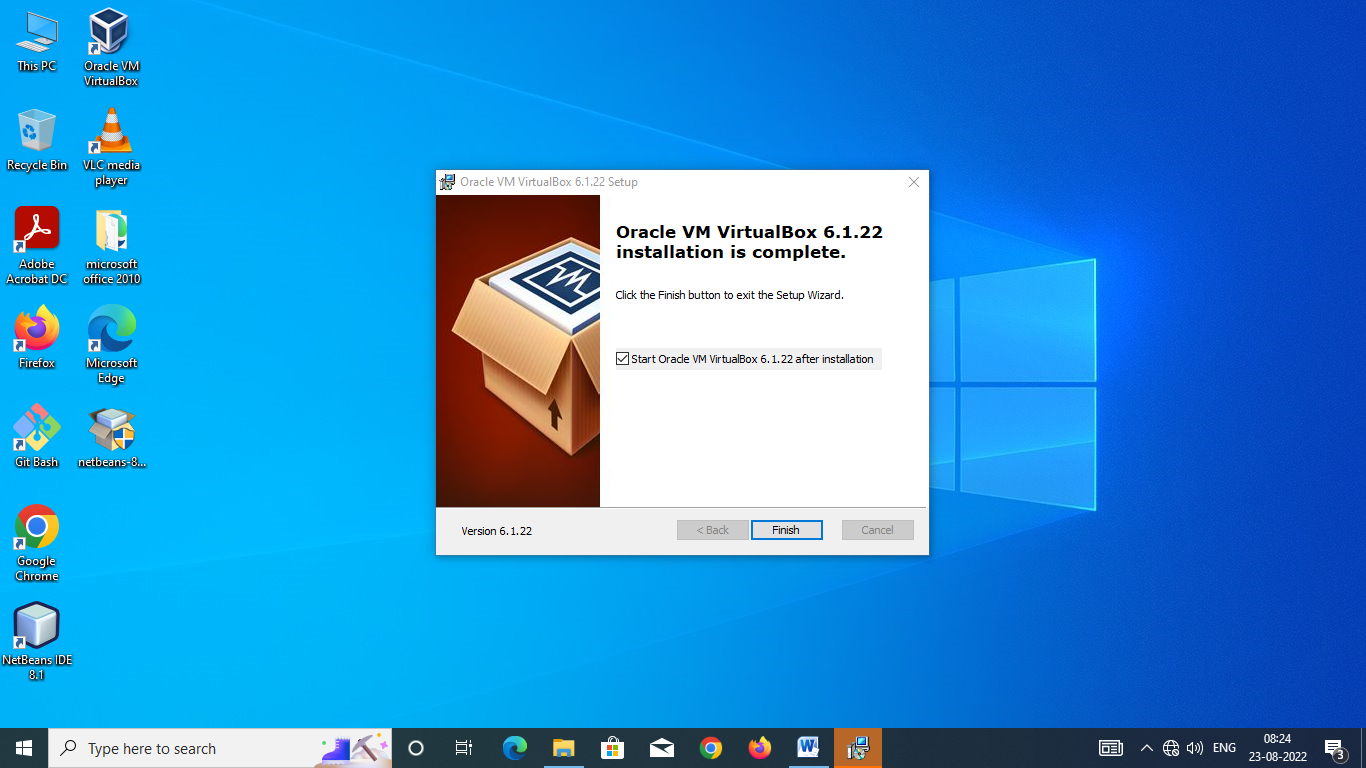 This PC
Oracle VM
VirtualBox
Recycle Bin
VLC media
player
Adobe
Acrobat DC
microsoft
office 2010
Firefox
Microsoft
Edge
Git Bash
netbeans-8...
Google
Chrome
NetBeans IDE
8.1
Oracle VM VirtualBox 6.1.22 Setup
Oracle VM VirtualBox 6.1.22
installation is complete.
Click the Finish button to exit the Setup Wizard.
Start Oracle VM VirtualBox 6.1.22 after installation
Version 6.1.22
< Back
Finish
Cancel
Type here to search
W
ENG
08:24
23-08-2022
3